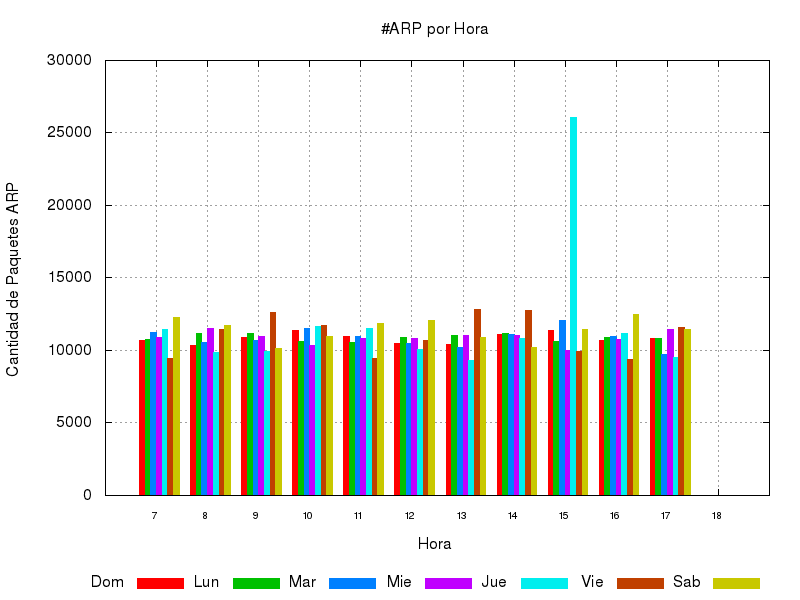 #ARP por Hora
30000
25000
20000
15000
10000
5000
0
Cantidad de Paquetes ARP
7 8 9 10 11 12 13 14 15 16 17 18
Hora
Dom Lun Mar Mie Jue Vie Sab